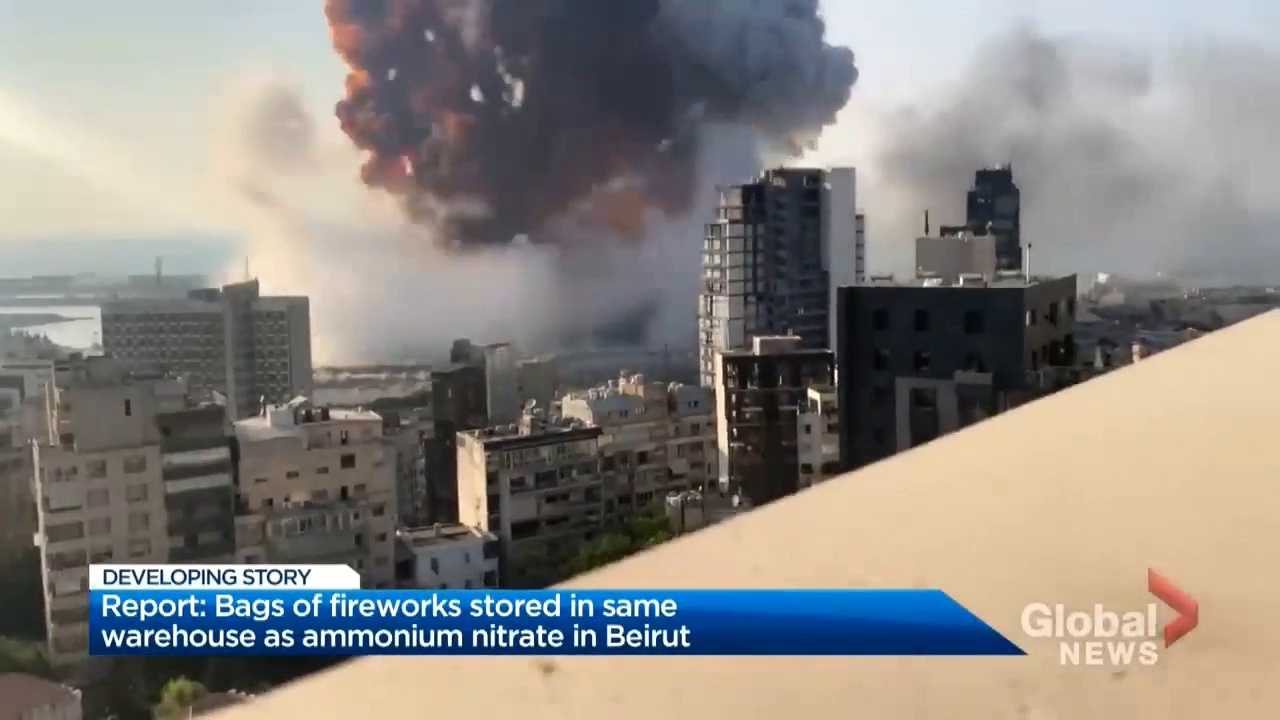 DEVELOPING STORY
Report: Bags of fireworks stored in same
warehouse as ammonium nitrate in Beirut
Global
NEWS